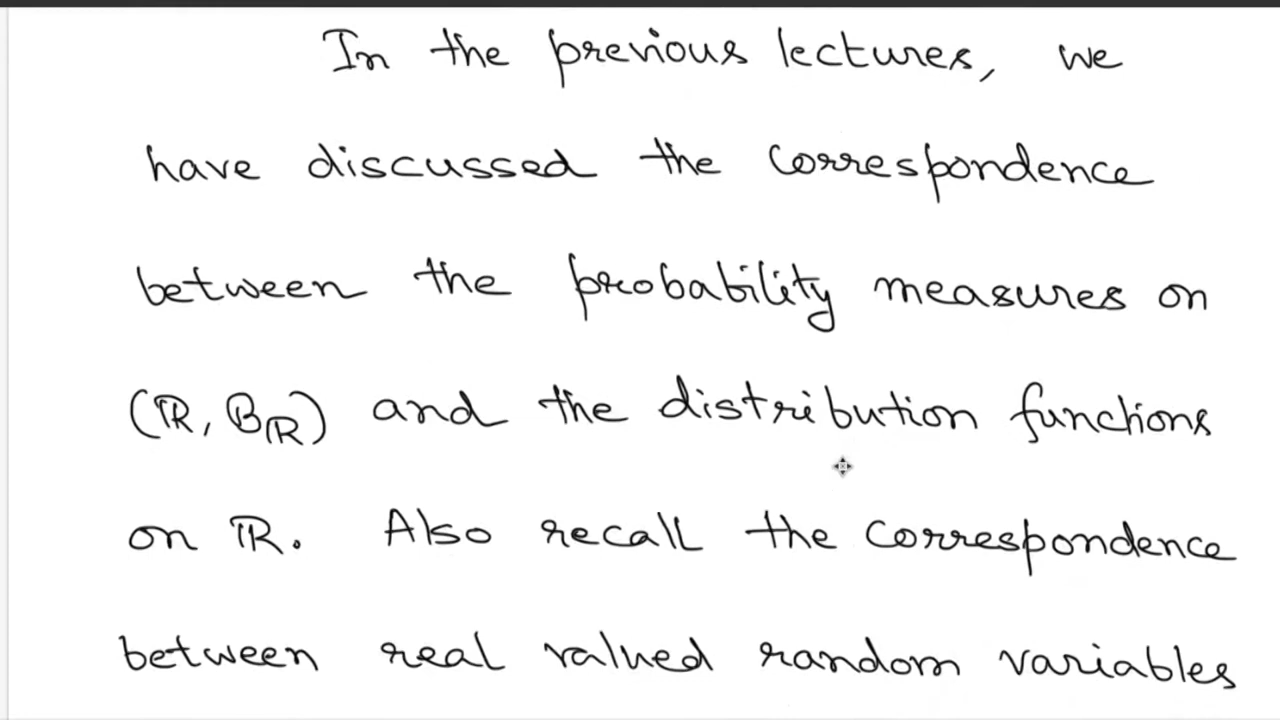 In the previous lectures, we
have discussed the correspondence
between the probability measures on
(ℝ, B_ℝ) and the distribution functions
on ℝ. Also recall the correspondence
between real valued random variables